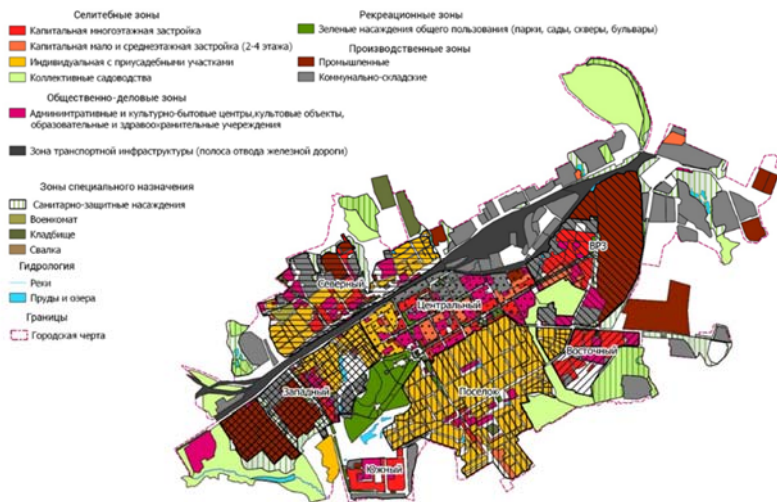 Селитебные зоны
Капитальная многоэтажная застройка
Капитальная мало и среднеэтажная застройка (2-4 этажа)
Индивидуальная с приусадебными участками
Коллективные садоводства
Общественно-деловые зоны
Админинтративные и культурно-бытовые центры,культовые объекты,
образовательные и здравоохранительные учереждения
Зона транспортной инфраструктуры (полоса отвода железной дороги)
Зоны специального назначения
Санитарно-защитные насаждения
Военкомат
Кладбище
Свалка
Гидрология
Реки
Пруды и озера
Границы
Городская черта
Рекреационные зоны
Зеленые насаждения общего пользования (парки, сады, скверы, бульвары)
Производственные зоны
Промышленные
Коммунально-складские
ВРЗ
Северный
Центральный
Восточный
Западный
Поселок
Южный